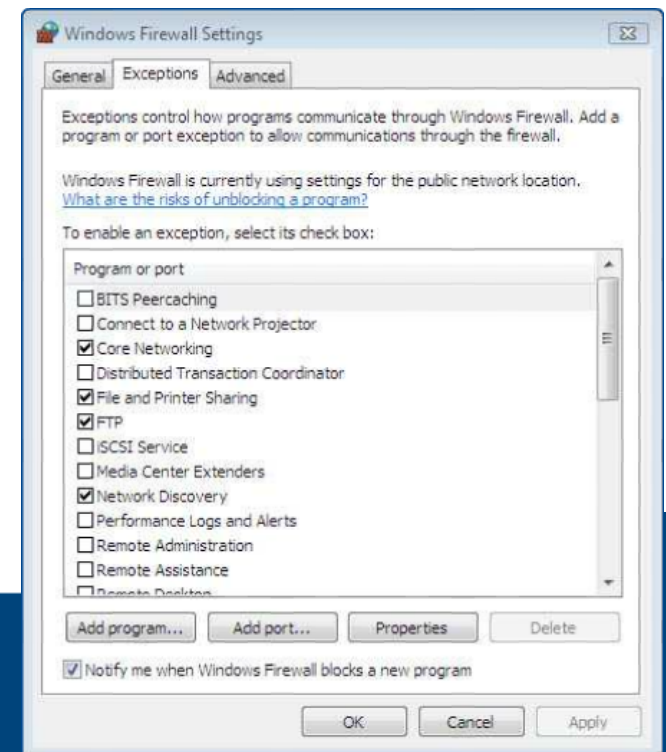 Windows Firewall Settings
General Exceptions Advanced
Exceptions control how programs communicate through Windows Firewall. Add a
program or port exception to allow communications through the firewall.
Windows Firewall is currently using settings for the public network location.
What are the risks of unblocking a program?
To enable an exception, select its check box:
Program or port
BITS Peercaching
Connect to a Network Projector
Core Networking
Distributed Transaction Coordinator
File and Printer Sharing
FTP
iSCSI Service
Media Center Extenders
Network Discovery
Performance Logs and Alerts
Remote Administration
Remote Assistance
Remote Desktop
Add program... Add port... Properties Delete
Notify me when Windows Firewall blocks a new program
OK Cancel Apply